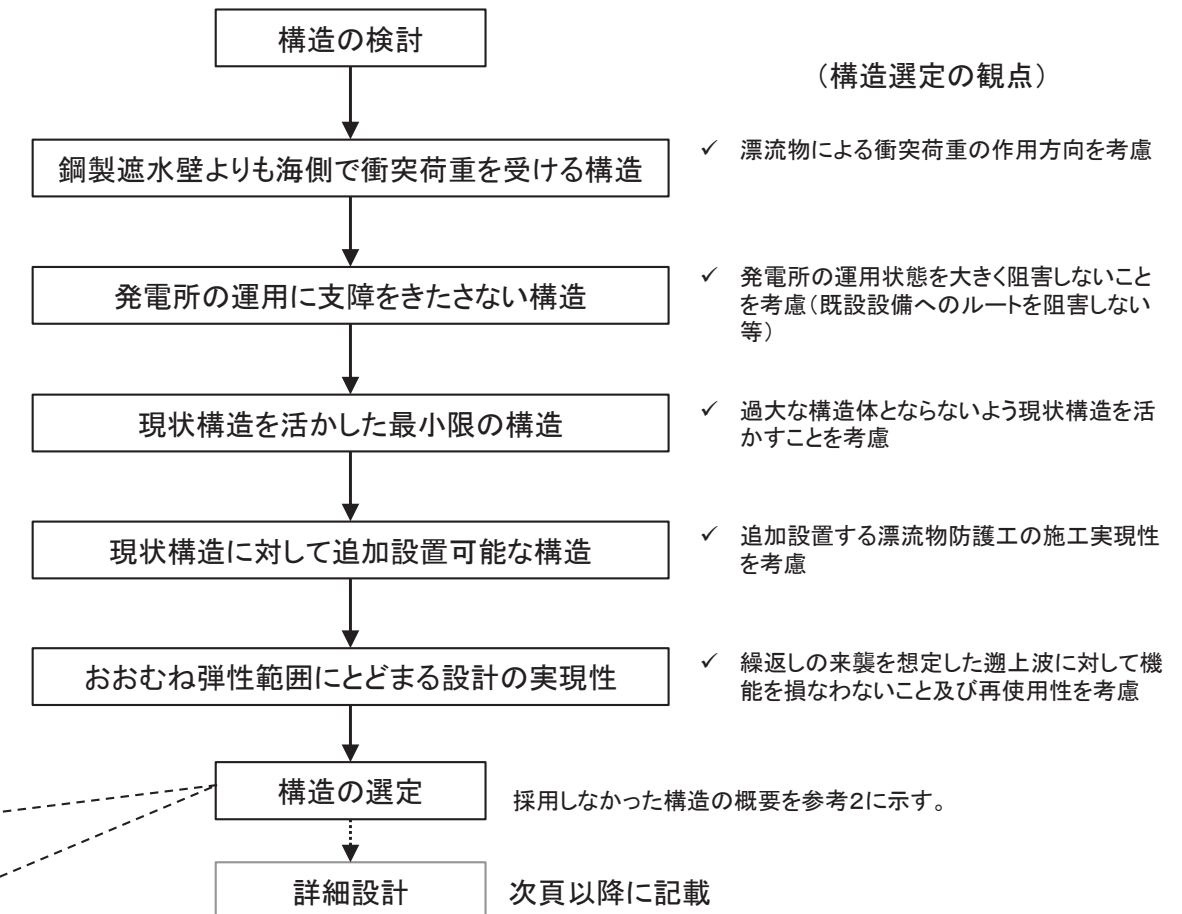 構造の検討
(構造選定の観点)
鋼製遮水壁よりも海側で衝突荷重を受ける構造
✓ 漂流物による衝突荷重の作用方向を考慮
発電所の運用に支障をきたさない構造
✓ 発電所の運用状態を大きく阻害しないこと
を考慮(既設設備へのルートを阻害しない
等)
現状構造を活かした最小限の構造
✓ 過大な構造体とならないよう現状構造を活
かすことを考慮
現状構造に対して追加設置可能な構造
✓ 追加設置する漂流物防護工の施工実現性
を考慮
おおむね弾性範囲にとどまる設計の実現性
✓ 繰返しの来襲を想定した遡上波に対して機
能を損なわないこと及び再使用性を考慮
構造の選定
採用しなかった構造の概要を参考2に示す。
詳細設計
次頁以降に記載